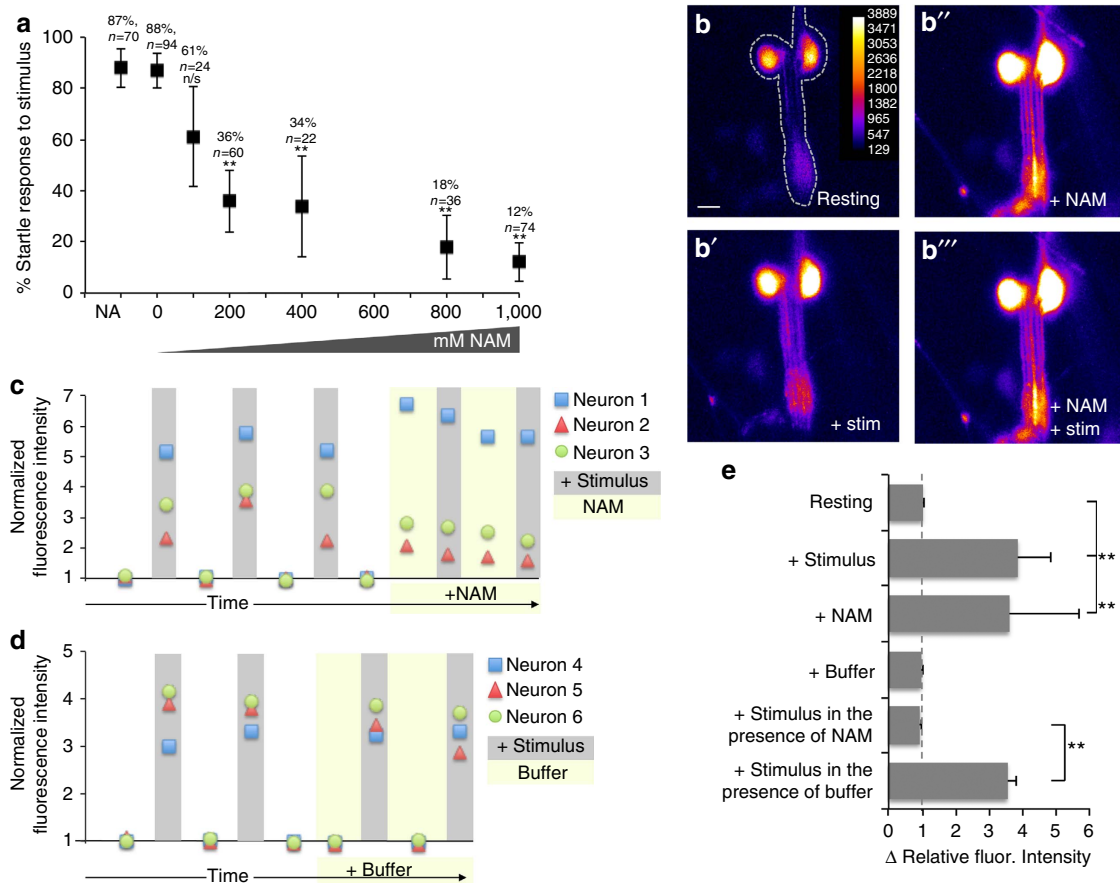 a
% Startle response to stimulus
100
80
60
40
20
0
87%,
n=70
88%,
n=94
61%
n=24
n/s
36%
n=60
**
34%
n=22
**
18%
n=36
**
12%
n=74
**
NA 0 200 400 600 800 1,000
mM NAM
b
3889
3471
3053
2636
2218
1800
1382
965
547
129
Resting
b″
+ NAM
b′
+ stim
b‴
+ NAM
+ stim
c
Normalized
fluorescence intensity
7
6
5
4
3
2
1
Time
+NAM
Neuron 1
Neuron 2
Neuron 3
+ Stimulus
NAM
d
Normalized
fluorescence intensity
5
4
3
2
1
Time
+ Buffer
Neuron 4
Neuron 5
Neuron 6
+ Stimulus
Buffer
e
Resting
+ Stimulus
+ NAM
+ Buffer
+ Stimulus in the
presence of NAM
+ Stimulus in the
presence of buffer
**
**
**
0 1 2 3 4 5 6
Δ Relative fluor. Intensity